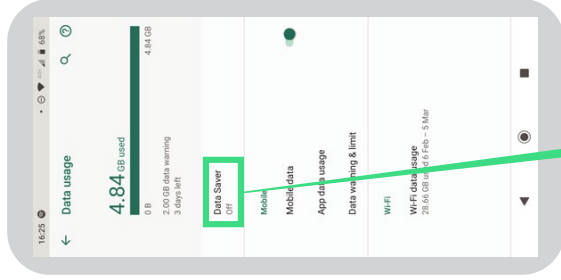 16:25
68%
Data usage
4.84 GB used
0 B
4.84 GB
2.00 GB data warning
3 days left
Data Saver
Off
Mobile
Mobile data
App data usage
Data warning & limit
Wi-Fi
Wi-Fi data usage
28.66 GB used 6 Feb – 5 Mar